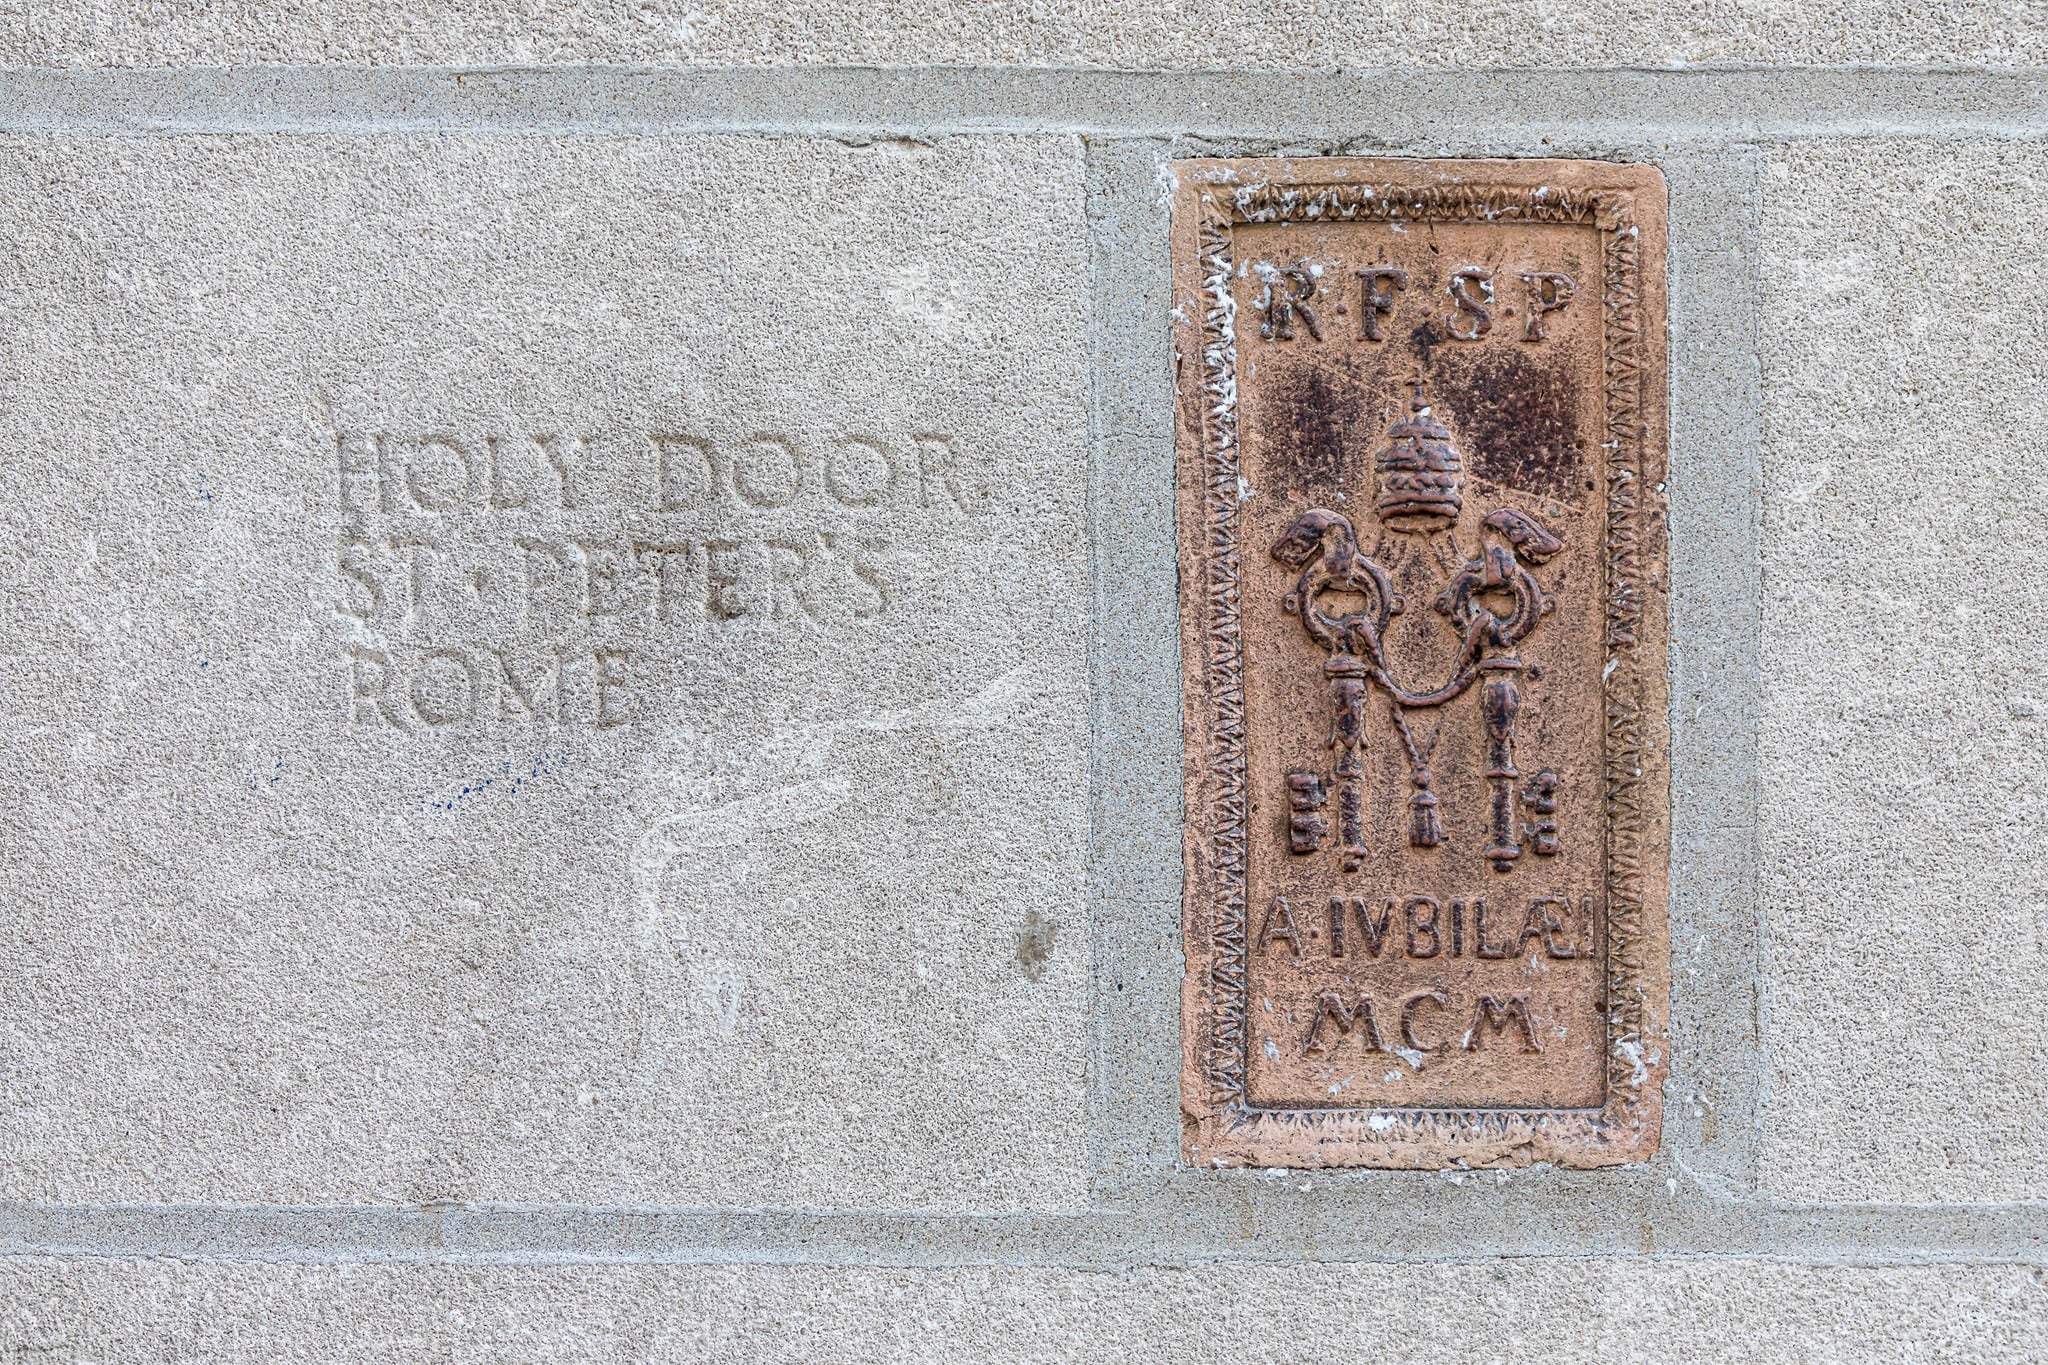 HOLY DOOR
ST · PETER'S
ROME
R·F·S·P
A·IVBILÆI
MCM